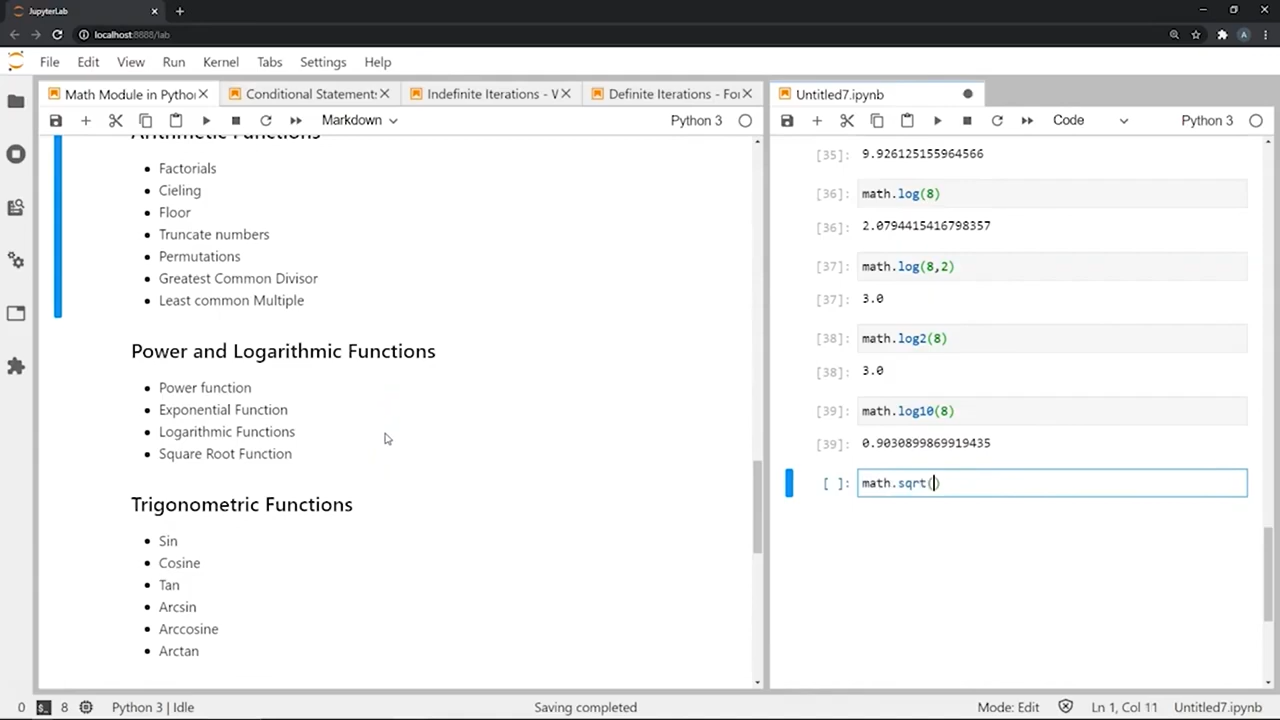 JupyterLab
localhost:8888/lab
A
File Edit View Run Kernel Tabs Settings Help
Math Module in Pythor
Conditional Statements
Indefinite Iterations - V
Definite Iterations - For
Untitled7.ipynb
Markdown
Python 3
Code
Python 3
Arithmetic Functions
Factorials
Cieling
Floor
Truncate numbers
Permutations
Greatest Common Divisor
Least common Multiple
Power and Logarithmic Functions
Power function
Exponential Function
Logarithmic Functions
Square Root Function
Trigonometric Functions
Sin
Cosine
Tan
Arcsin
Arccosine
Arctan
[35]: 9.926125155964566
[36]: math.log(8)
[36]: 2.0794415416798357
[37]: math.log(8,2)
[37]: 3.0
[38]: math.log2(8)
[38]: 3.0
[39]: math.log10(8)
[39]: 0.9030899869919435
[ ]: math.sqrt()
0 8 Python 3 | Idle Saving completed Mode: Edit Ln 1, Col 11 Untitled7.ipynb